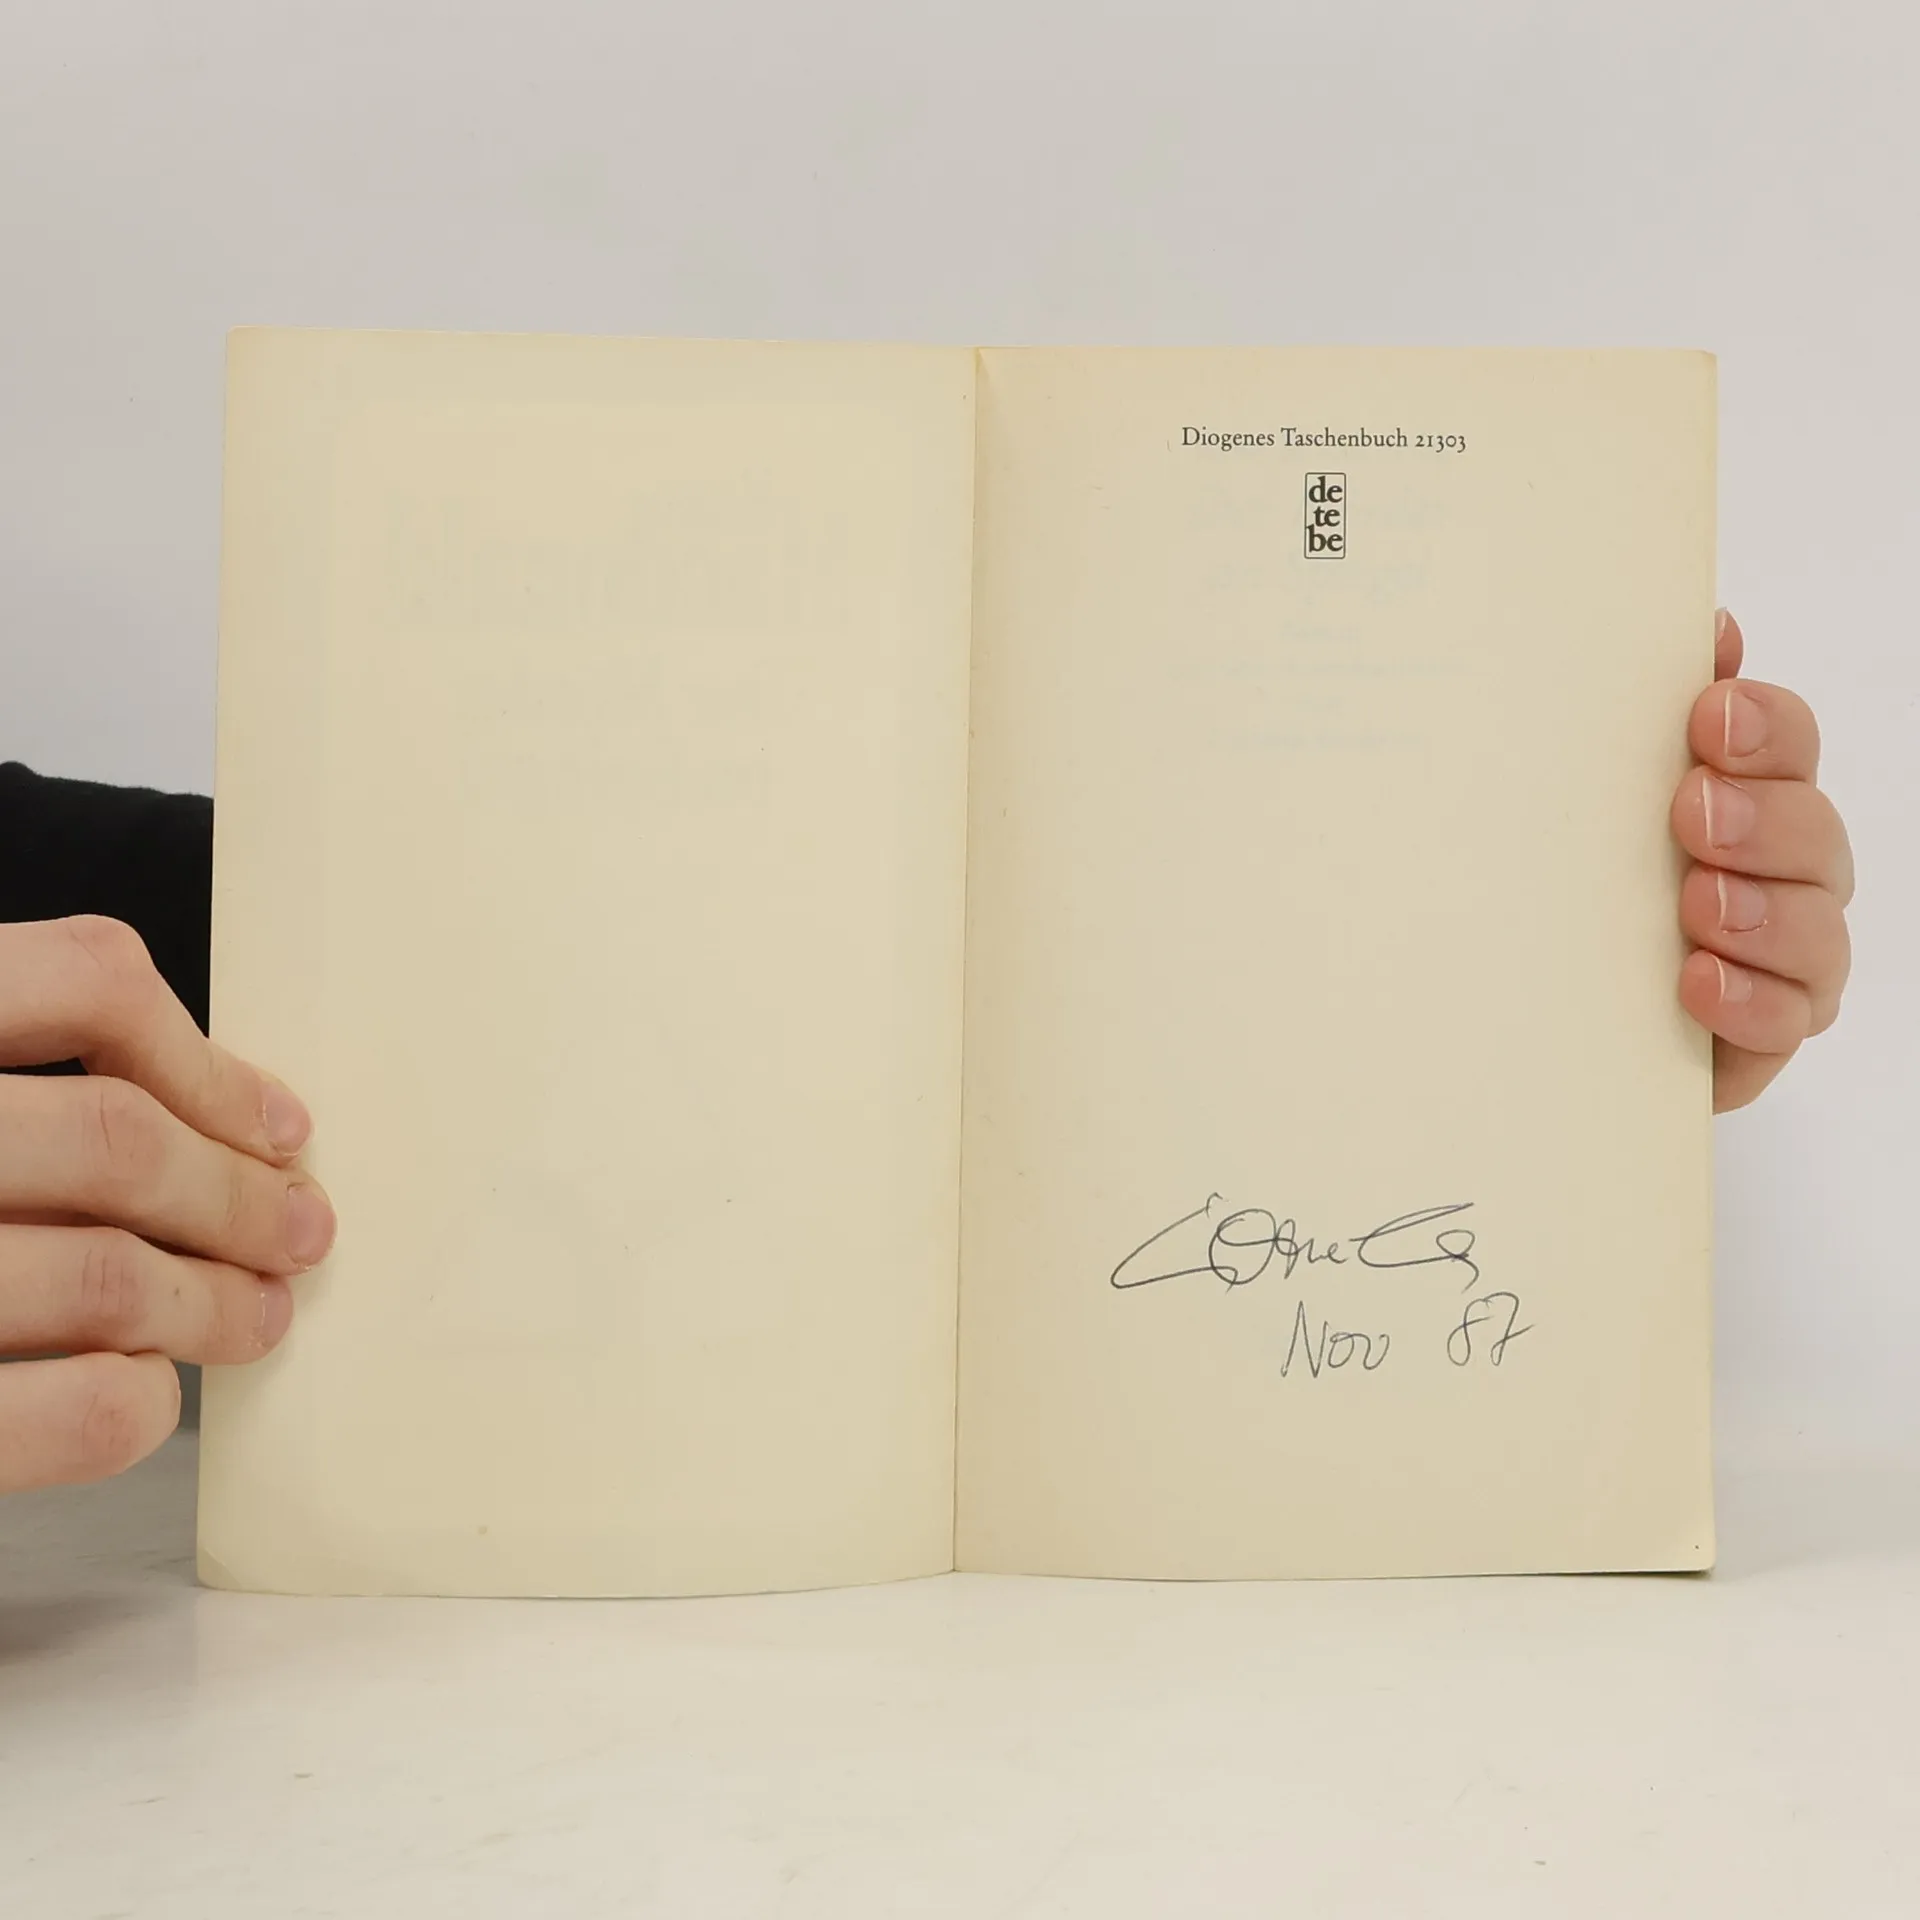 Diogenes Taschenbuch 21303
de
te
be
Nov 87